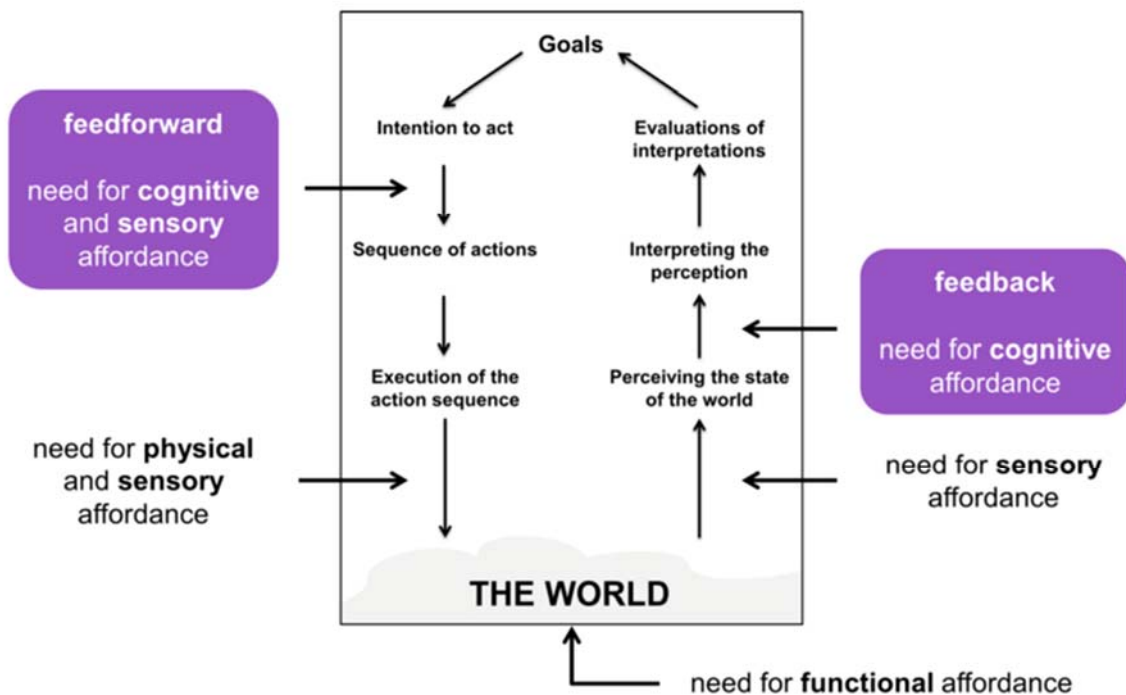 Goals
feedforward
need for cognitive
and sensory
affordance
Intention to act
Sequence of actions
Execution of the
action sequence
need for physical
and sensory
affordance
Evaluations of
interpretations
Interpreting the
perception
Perceiving the state
of the world
feedback
need for cognitive
affordance
need for sensory
affordance
THE WORLD
need for functional affordance